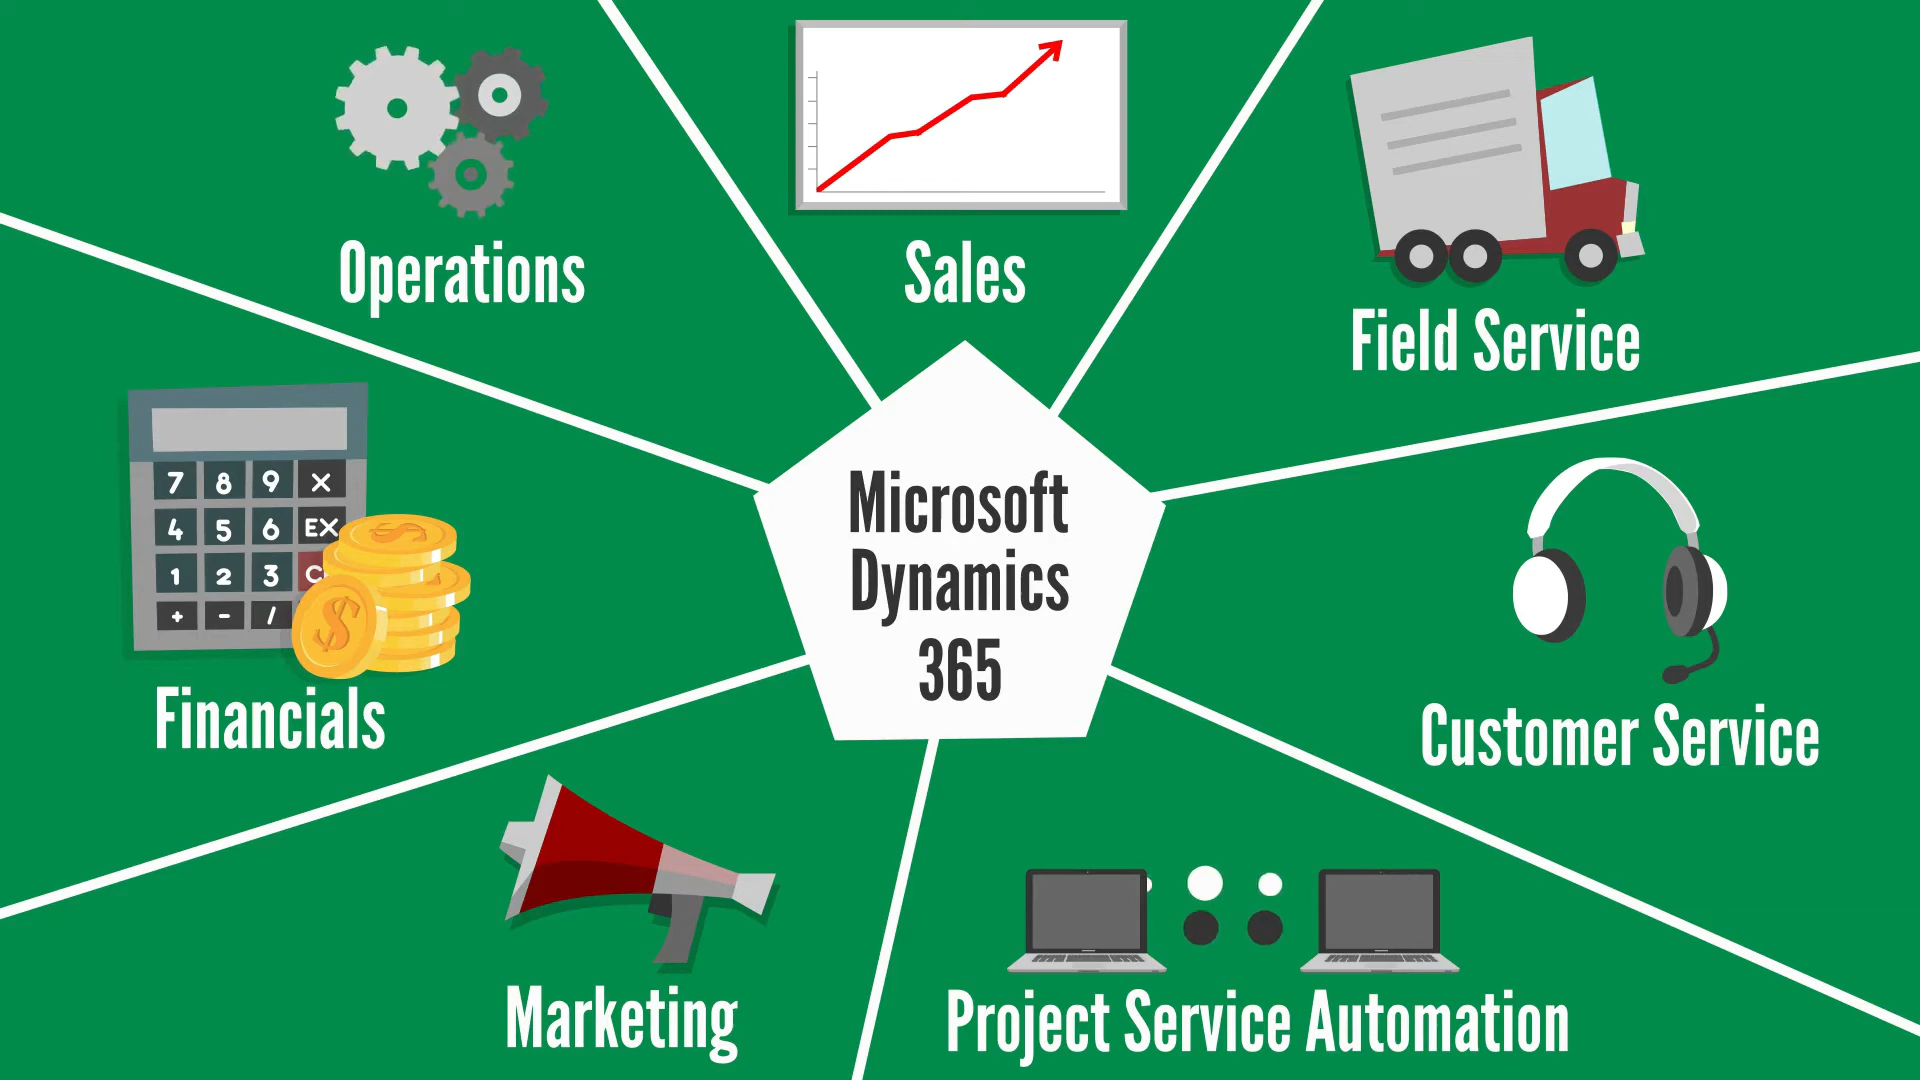 Operations
Sales
Field Service
Microsoft
Dynamics
365
7 8 9 X
4 5 6 EX
1 2 3 C
+ - /
Financials
Customer Service
Marketing
Project Service Automation